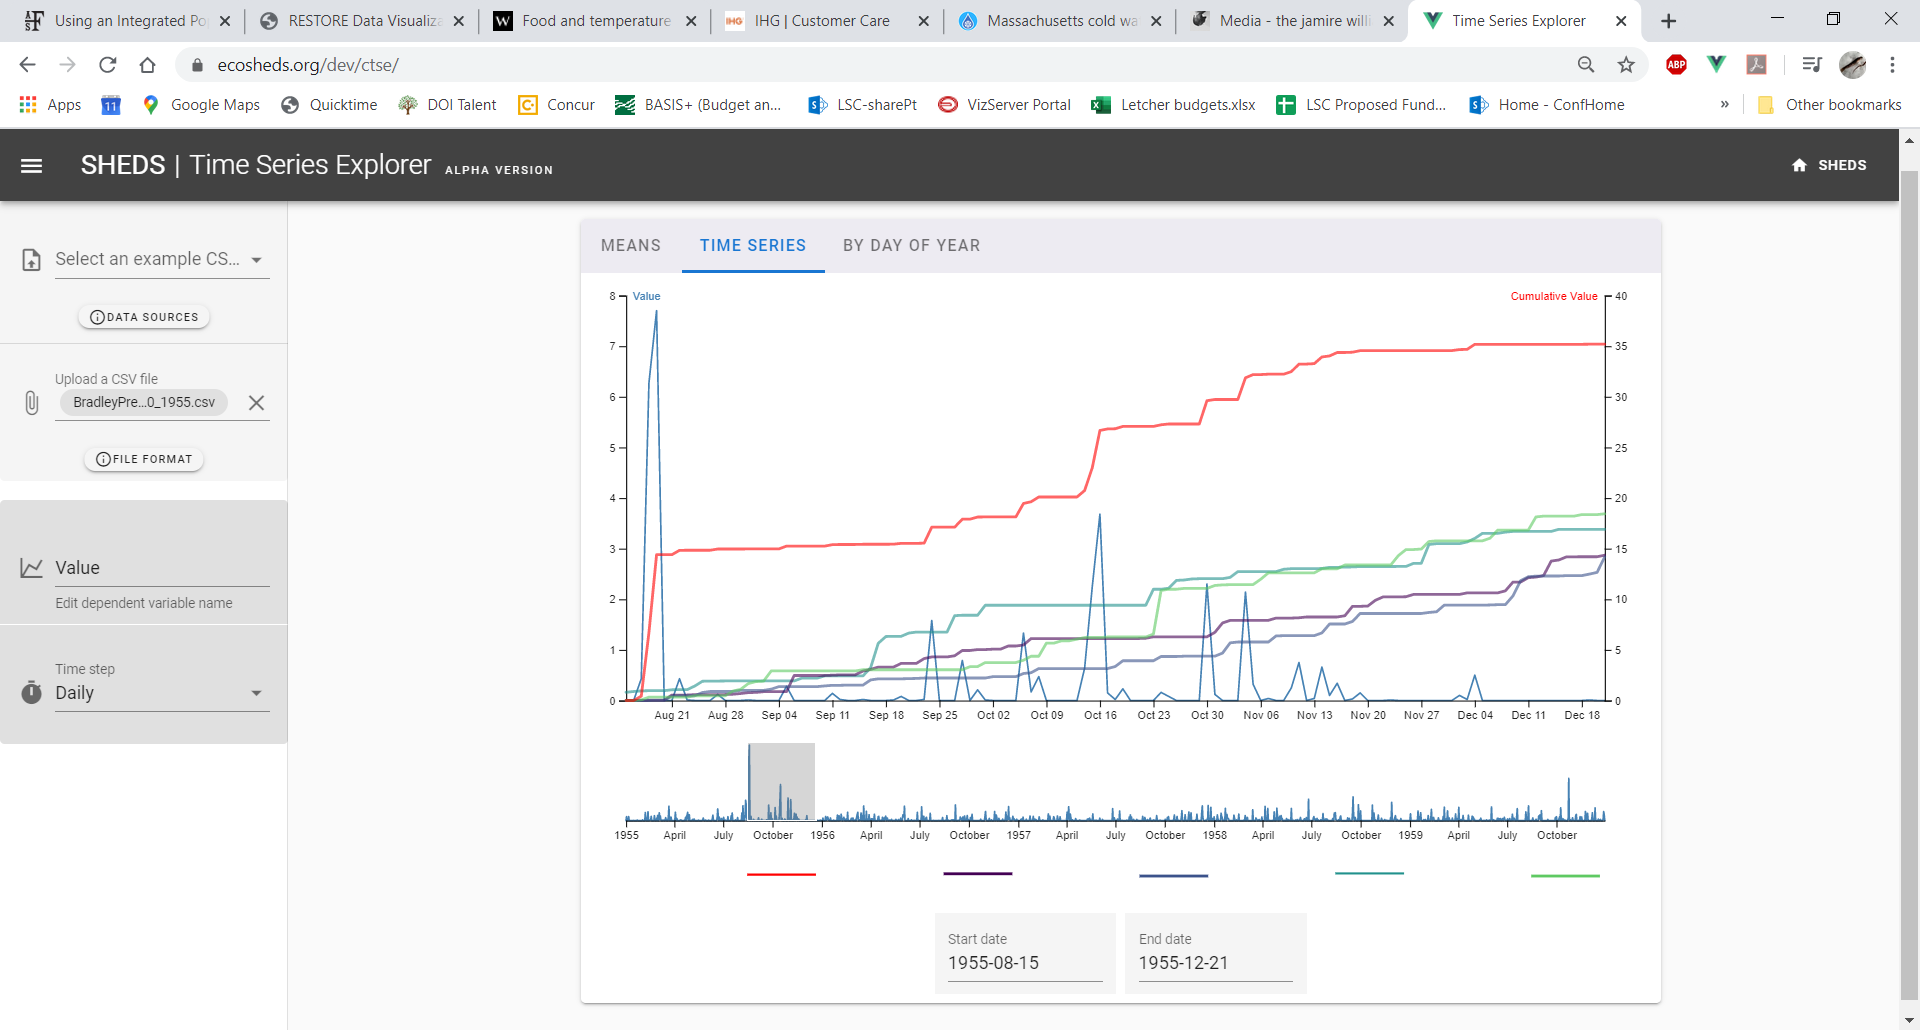 Using an Integrated Po
RESTORE Data Visualiza
Food and temperature
IHG | Customer Care
Massachusetts cold wa
Media - the jamire willi
Time Series Explorer
ecosheds.org/dev/ctse/
ABP
Apps
11
Google Maps
Quicktime
DOI Talent
Concur
BASIS+ (Budget an...
LSC-sharePt
VizServer Portal
Letcher budgets.xlsx
LSC Proposed Fund...
Home - ConfHome
»
Other bookmarks
SHEDS | Time Series Explorer ALPHA VERSION
SHEDS
Select an example CS...
DATA SOURCES
Upload a CSV file
BradleyPre...0_1955.csv
FILE FORMAT
Value
Edit dependent variable name
Time step
Daily
MEANS TIME SERIES BY DAY OF YEAR
8 Value Cumulative Value 40
7 35
6 30
5 25
4 20
3 15
2 10
1 5
0 0
Aug 21 Aug 28 Sep 04 Sep 11 Sep 18 Sep 25 Oct 02 Oct 09 Oct 16 Oct 23 Oct 30 Nov 06 Nov 13 Nov 20 Nov 27 Dec 04 Dec 11 Dec 18
1955 April July October 1956 April July October 1957 April July October 1958 April July October 1959 April July October
Start date
1955-08-15
End date
1955-12-21